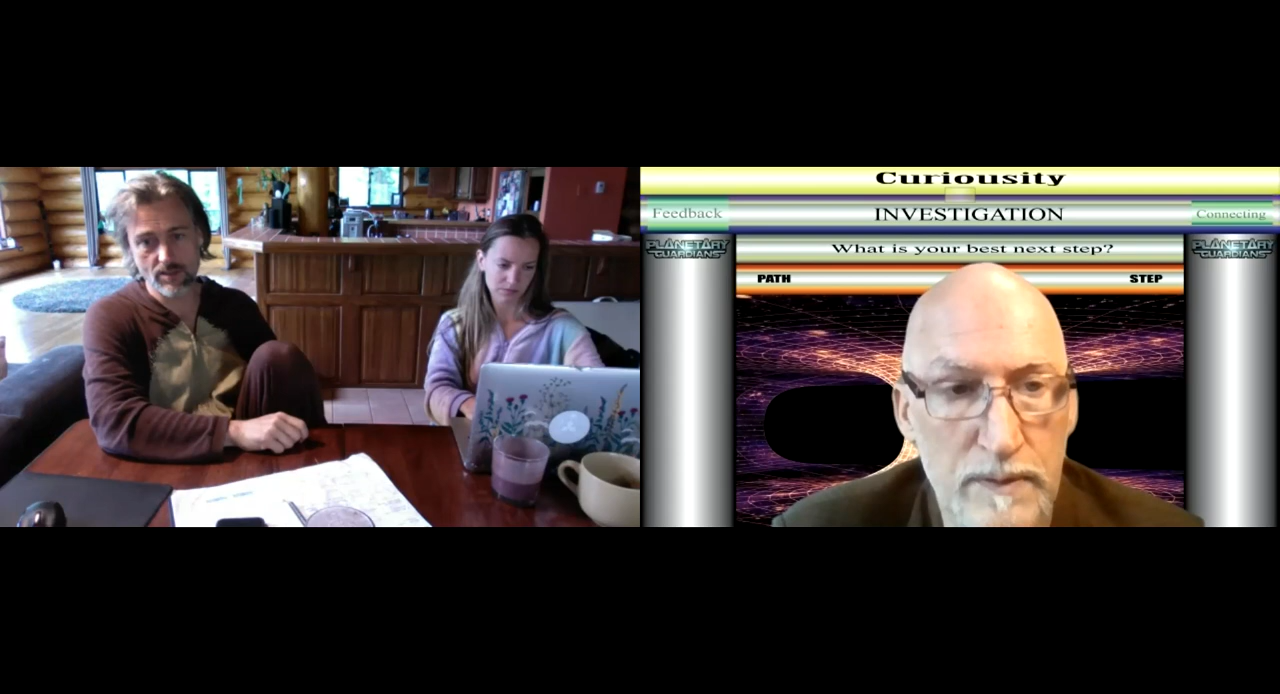 Curiousity
Feedback INVESTIGATION Connecting
PLANETARY GUARDIANS What is your best next step? PLANETARY GUARDIANS
PATH STEP